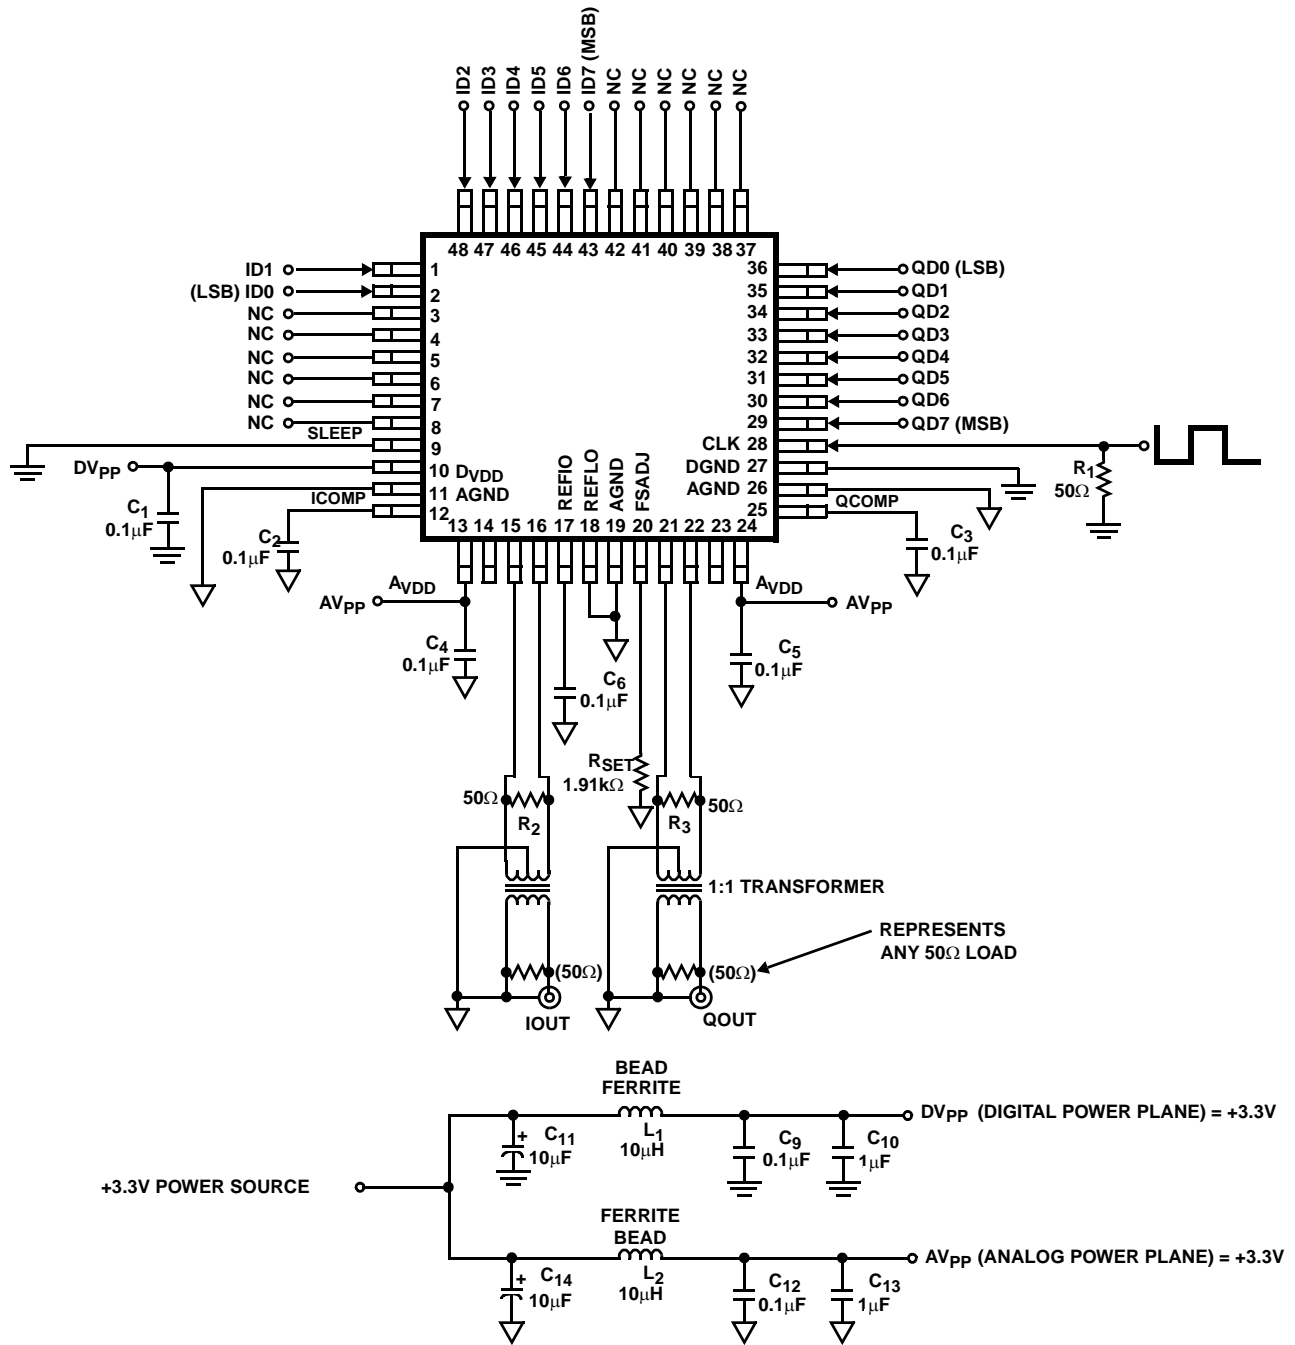 ID2
ID3
ID4
ID5
ID6
ID7 (MSB)
NC
NC
NC
NC
NC
NC
48 47 46 45 44 43 42 41 40 39 38 37
ID1
(LSB) ID0
NC
NC
NC
NC
NC
NC
SLEEP
DVPP
ICOMP
1
2
3
4
5
6
7
8
9
10 DVDD
11 AGND
12
C1
0.1µF
C2
0.1µF
36
35
34
33
32
31
30
29
CLK 28
DGND 27
AGND 26
25
QD0 (LSB)
QD1
QD2
QD3
QD4
QD5
QD6
QD7 (MSB)
R1
50Ω
QCOMP
C3
0.1µF
REFIO
REFLO
AGND
FSADJ
13 14 15 16 17 18 19 20 21 22 23 24
AVDD
AVPP
C4
0.1µF
AVDD
AVPP
C5
0.1µF
C6
0.1µF
RSET
1.91kΩ
50Ω
R2
R3
50Ω
1:1 TRANSFORMER
REPRESENTS
ANY 50Ω LOAD
(50Ω)
(50Ω)
IOUT
QOUT
BEAD
FERRITE
L1
10µH
+
C11
10µF
C9
0.1µF
C10
1µF
DVPP (DIGITAL POWER PLANE) = +3.3V
+3.3V POWER SOURCE
FERRITE
BEAD
L2
10µH
+
C14
10µF
C12
0.1µF
C13
1µF
AVPP (ANALOG POWER PLANE) = +3.3V